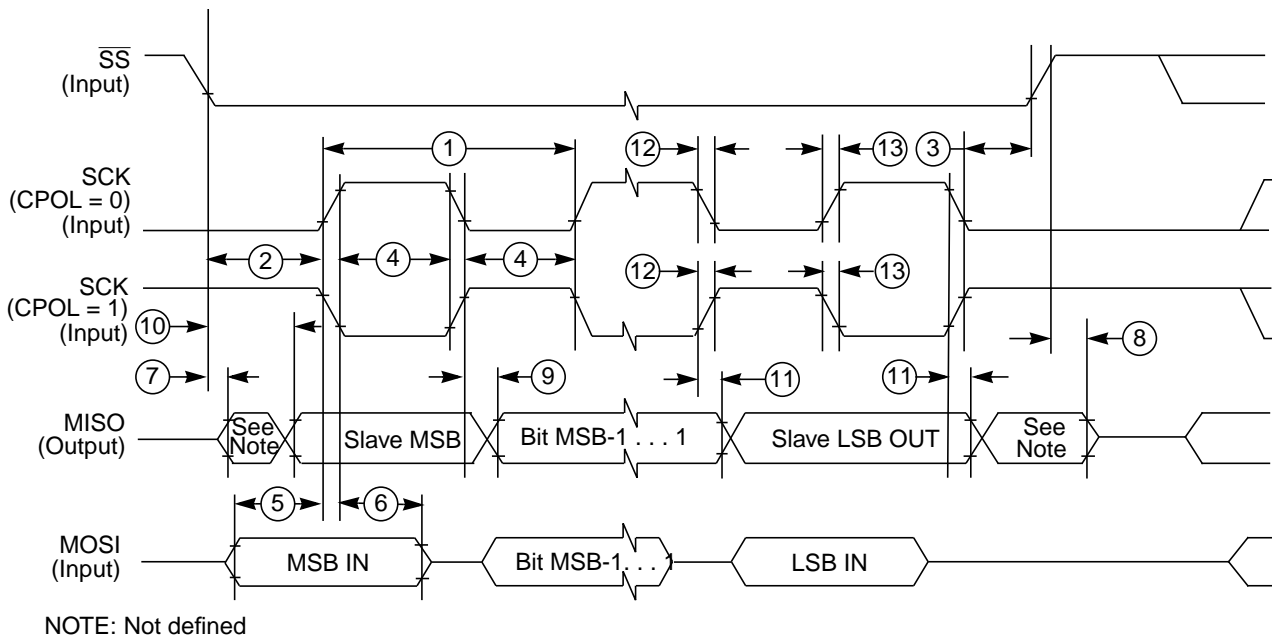 SS
(Input)
1
12
13
3
SCK
(CPOL = 0)
(Input)
2
4
4
12
13
SCK
(CPOL = 1)
(Input)
10
8
7
9
11
11
MISO
(Output)
See
Note
Slave MSB
Bit MSB-1 . . . 1
Slave LSB OUT
See
Note
5
6
MOSI
(Input)
MSB IN
Bit MSB-1. . . 1
LSB IN
NOTE: Not defined